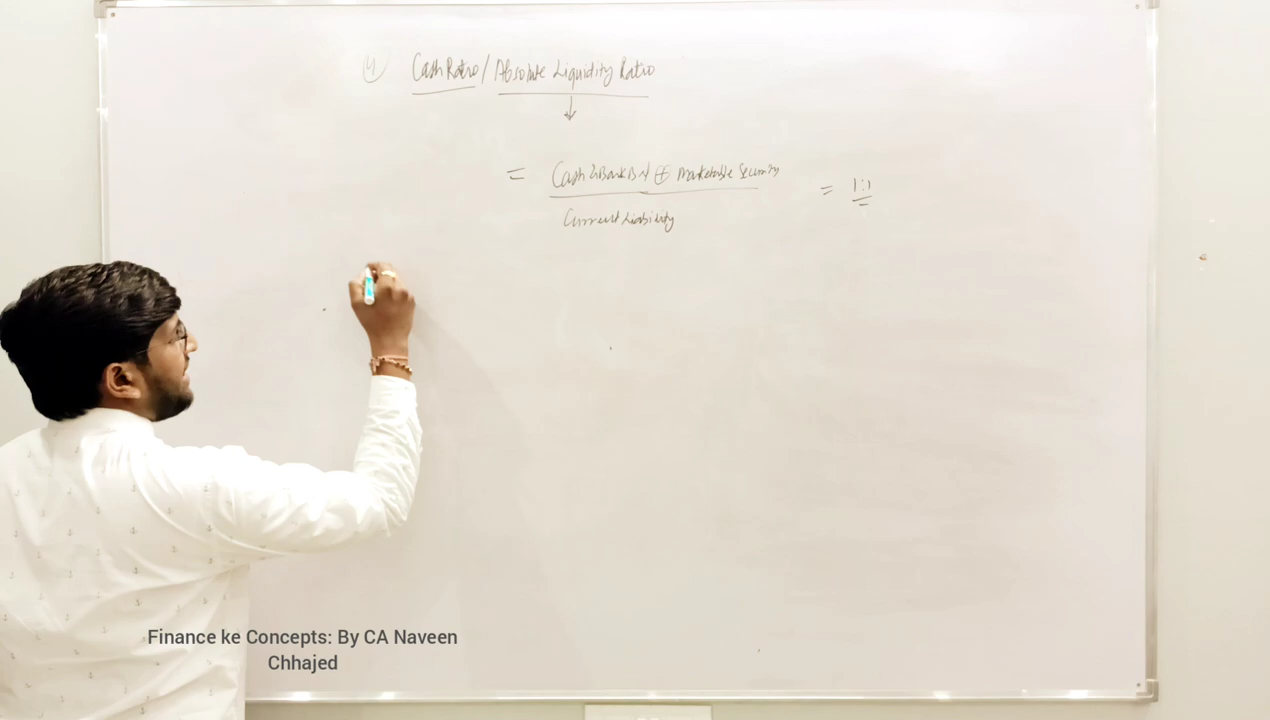 4 Cash Ratio / Absolute Liquidity Ratio
= Cash & Bank Bal + Marketable Security
Current Liability
= 1:1
Finance ke Concepts: By CA Naveen
Chhajed